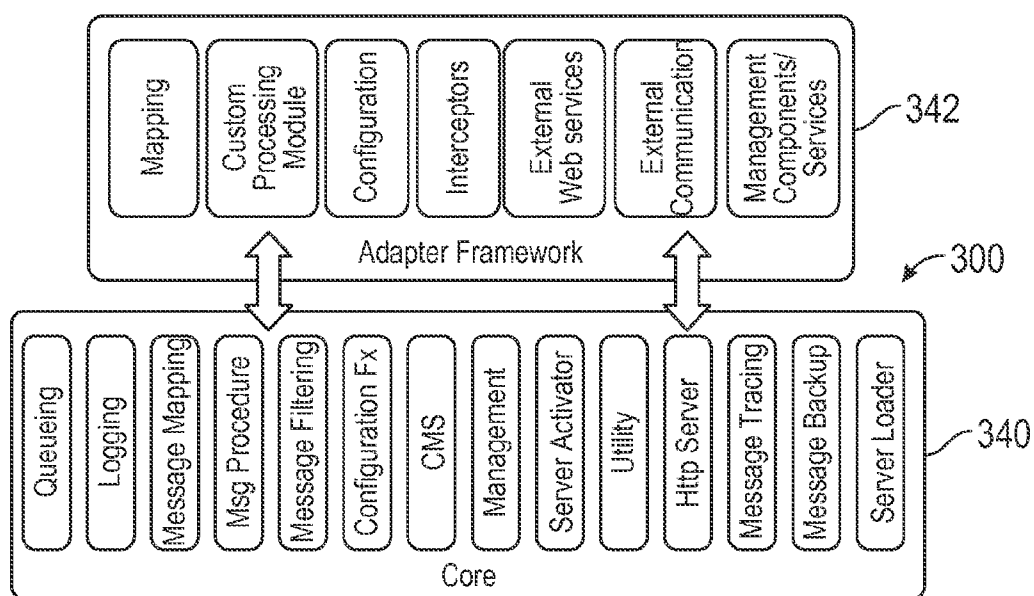 Mapping
Custom
Processing
Module
Configuration
Interceptors
External
Web services
External
Communication
Management
Components/
Services
Adapter Framework
342
300
Queueing
Logging
Message Mapping
Msg Procedure
Message Filtering
Configuration Fx
CMS
Management
Server Activator
Utility
Http Server
Message Tracing
Message Backup
Server Loader
Core
340